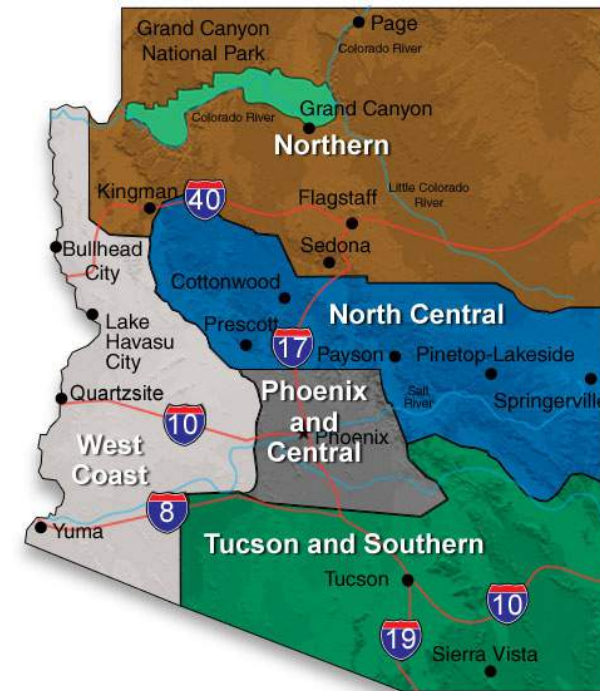 Grand Canyon
National Park
Page
Colorado River
Colorado River
Grand Canyon
Northern
Kingman
40
Flagstaff
Little Colorado
River
Sedona
Bullhead
City
Cottonwood
North Central
Lake
Havasu
City
Prescott
17
Payson
Pinetop-Lakeside
Springerville
Quartzsite
Phoenix
and
Central
Salt
River
10
Phoenix
West
Coast
8
Yuma
Tucson and Southern
Tucson
10
19
Sierra Vista